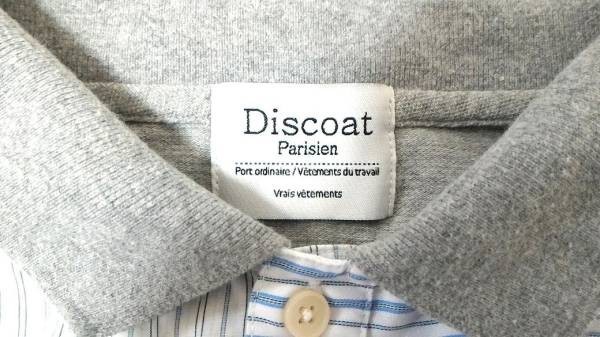 Discoat
Parisien
Port ordinaire / Vêtements du travail
Vrais vêtements